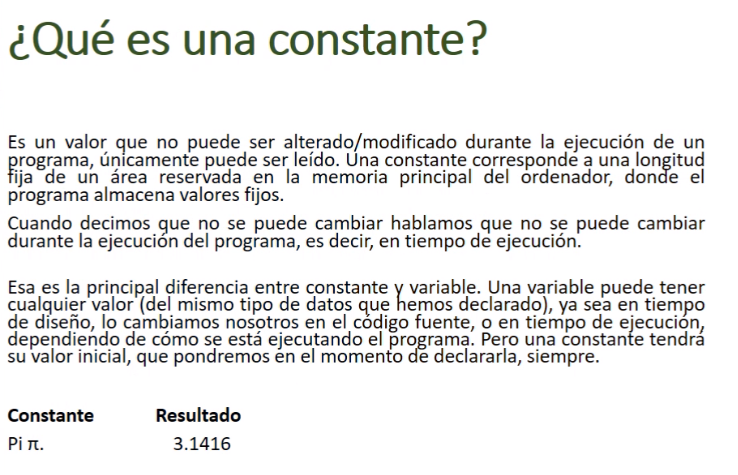 ¿Qué es una constante?
Es un valor que no puede ser alterado/modificado durante la ejecución de un
programa, únicamente puede ser leído. Una constante corresponde a una longitud
fija de un área reservada en la memoria principal del ordenador, donde el
programa almacena valores fijos.
Cuando decimos que no se puede cambiar hablamos que no se puede cambiar
durante la ejecución del programa, es decir, en tiempo de ejecución.
Esa es la principal diferencia entre constante y variable. Una variable puede tener
cualquier valor (del mismo tipo de datos que hemos declarado), ya sea en tiempo
de diseño, lo cambiamos nosotros en el código fuente, o en tiempo de ejecución,
dependiendo de cómo se está ejecutando el programa. Pero una constante tendrá
su valor inicial, que pondremos en el momento de declararla, siempre.
Constante Resultado
Pi π. 3.1416